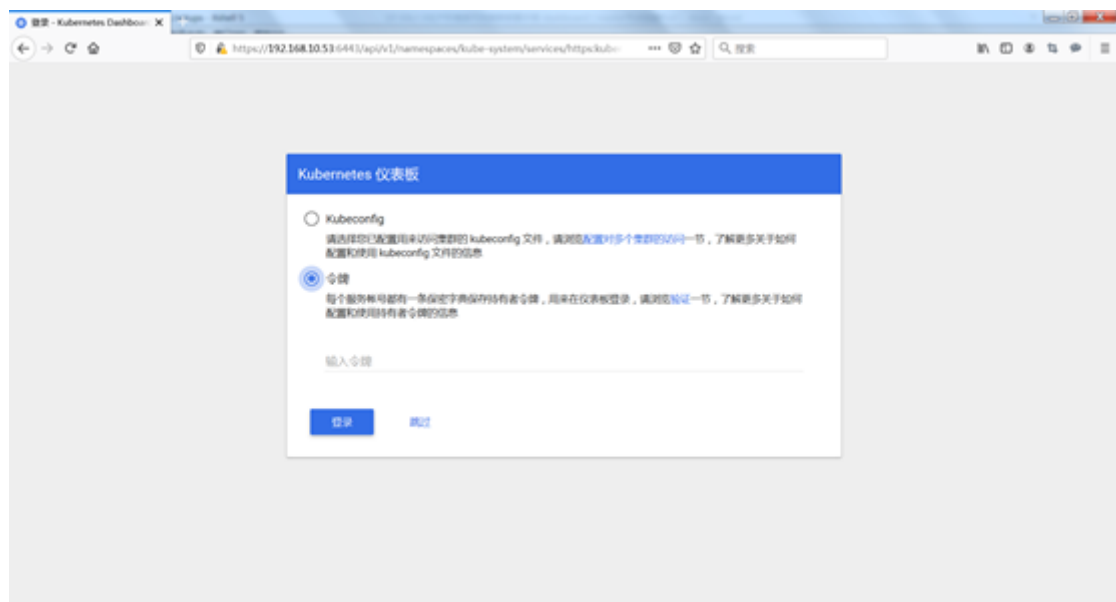 登录 - Kubernetes Dashboar
https://192.168.10.53:6443/api/v1/namespaces/kube-system/services/https:kube-
搜索
Kubernetes 仪表板
Kubeconfig
请选择您已配置用来访问集群的 kubeconfig 文件，请浏览配置对多个集群的访问一节，了解更多关于如何
配置和使用 kubeconfig 文件的信息
令牌
每个服务帐号都有一条保密字典保存持有者令牌，用来在仪表板登录，请浏览验证一节，了解更多关于如何
配置和使用持有者令牌的信息
输入令牌
登录
跳过